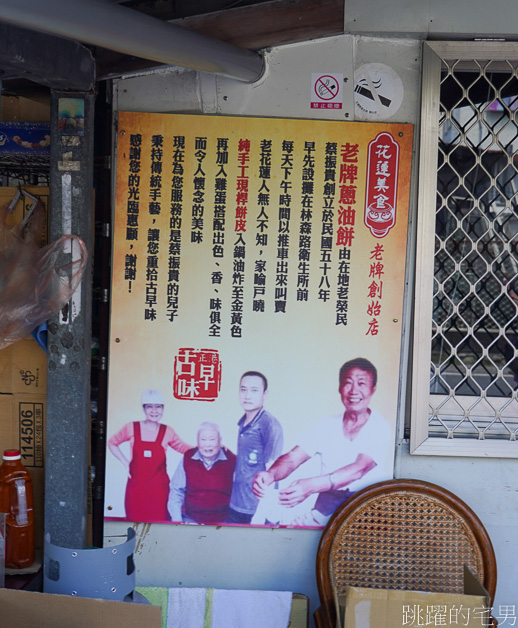 禁止吸煙
花蓮美食
老牌創始店
老牌蔥油餅由在地老榮民
蔡振貴創立於民國五十八年
早先設攤在林森路衛生所前
每天下午時間以推車出來叫賣
老花蓮人無人不知，家喻戶曉
純手工現桿餅皮入鍋油炸至金黃色
再加入雞蛋搭配出色、香、味俱全
而令人懷念的美味
現在為您服務的是蔡振貴的兒子
秉持傳統手藝，讓您重拾古早味
感謝您的光臨惠顧，謝謝！
正老
古早味
14506
跳躍的宅男